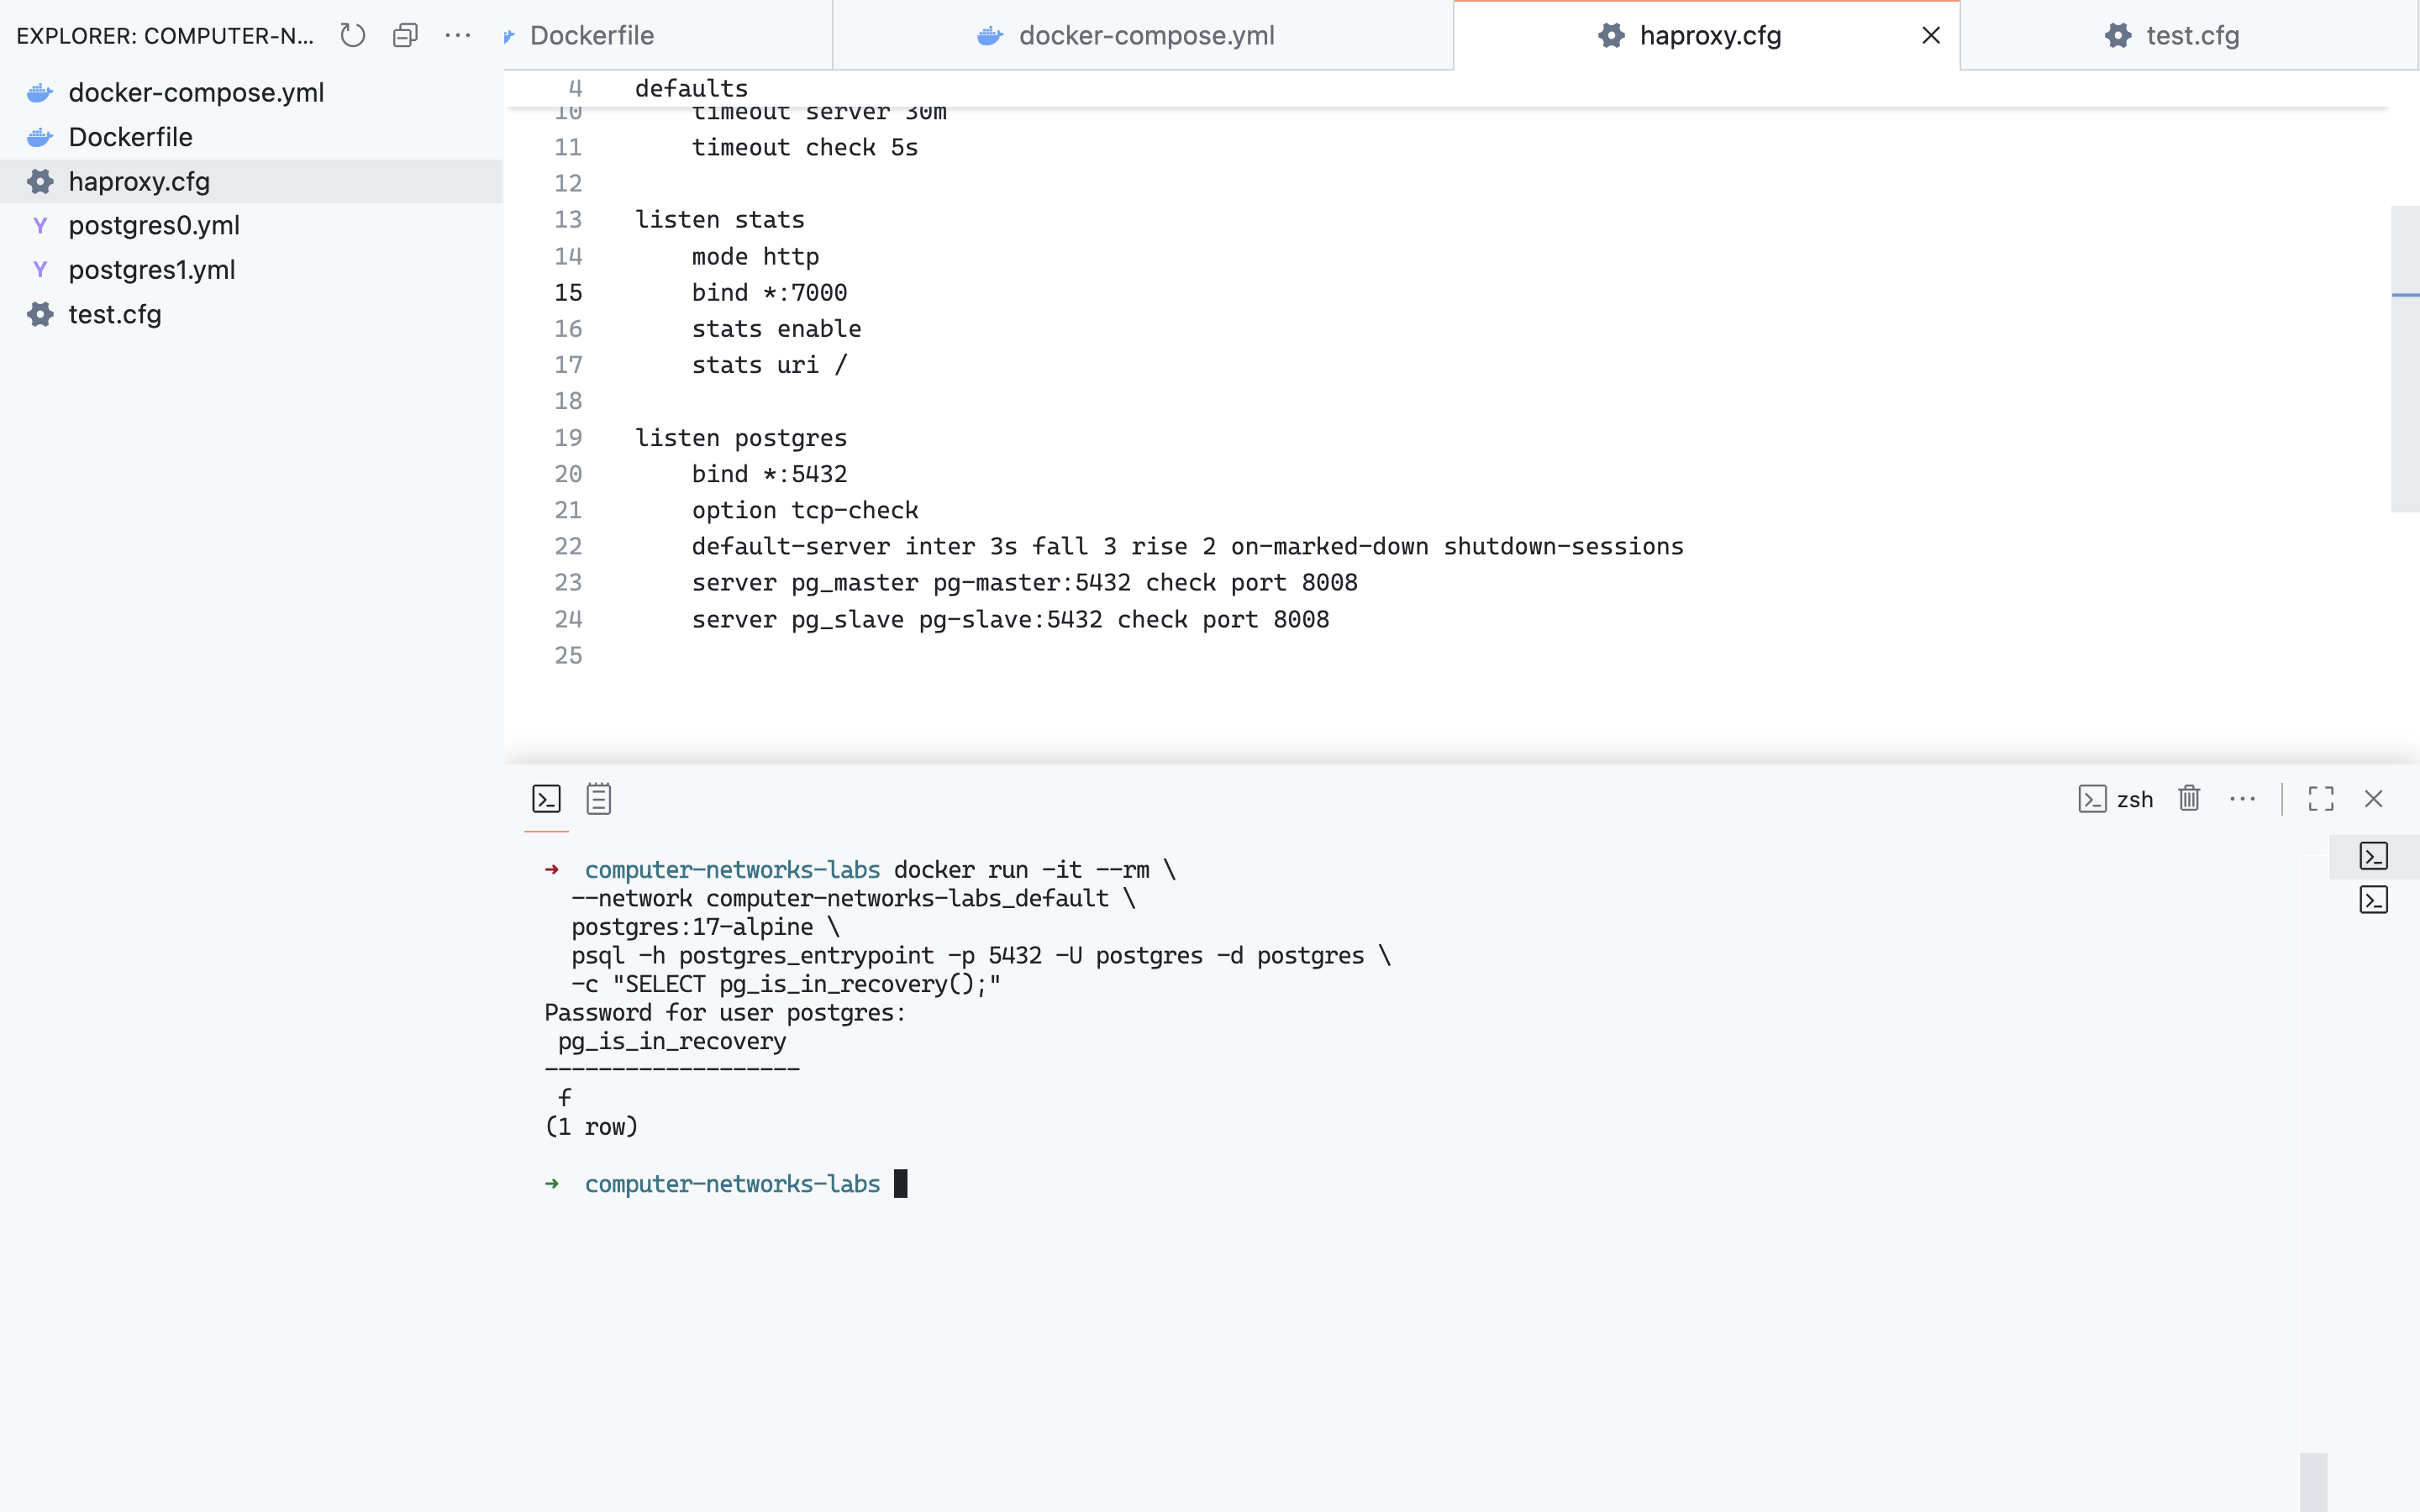 EXPLORER: COMPUTER-N...
docker-compose.yml
Dockerfile
haproxy.cfg
postgres0.yml
postgres1.yml
test.cfg
Dockerfile
docker-compose.yml
haproxy.cfg
test.cfg
4 defaults
10 timeout server 30m
11 timeout check 5s
12
13 listen stats
14 mode http
15 bind *:7000
16 stats enable
17 stats uri /
18
19 listen postgres
20 bind *:5432
21 option tcp-check
22 default-server inter 3s fall 3 rise 2 on-marked-down shutdown-sessions
23 server pg_master pg-master:5432 check port 8008
24 server pg_slave pg-slave:5432 check port 8008
25
zsh
→ computer-networks-labs docker run -it --rm \
--network computer-networks-labs_default \
postgres:17-alpine \
psql -h postgres_entrypoint -p 5432 -U postgres -d postgres \
-c "SELECT pg_is_in_recovery();"
Password for user postgres:
pg_is_in_recovery
-------------------
f
(1 row)
→ computer-networks-labs